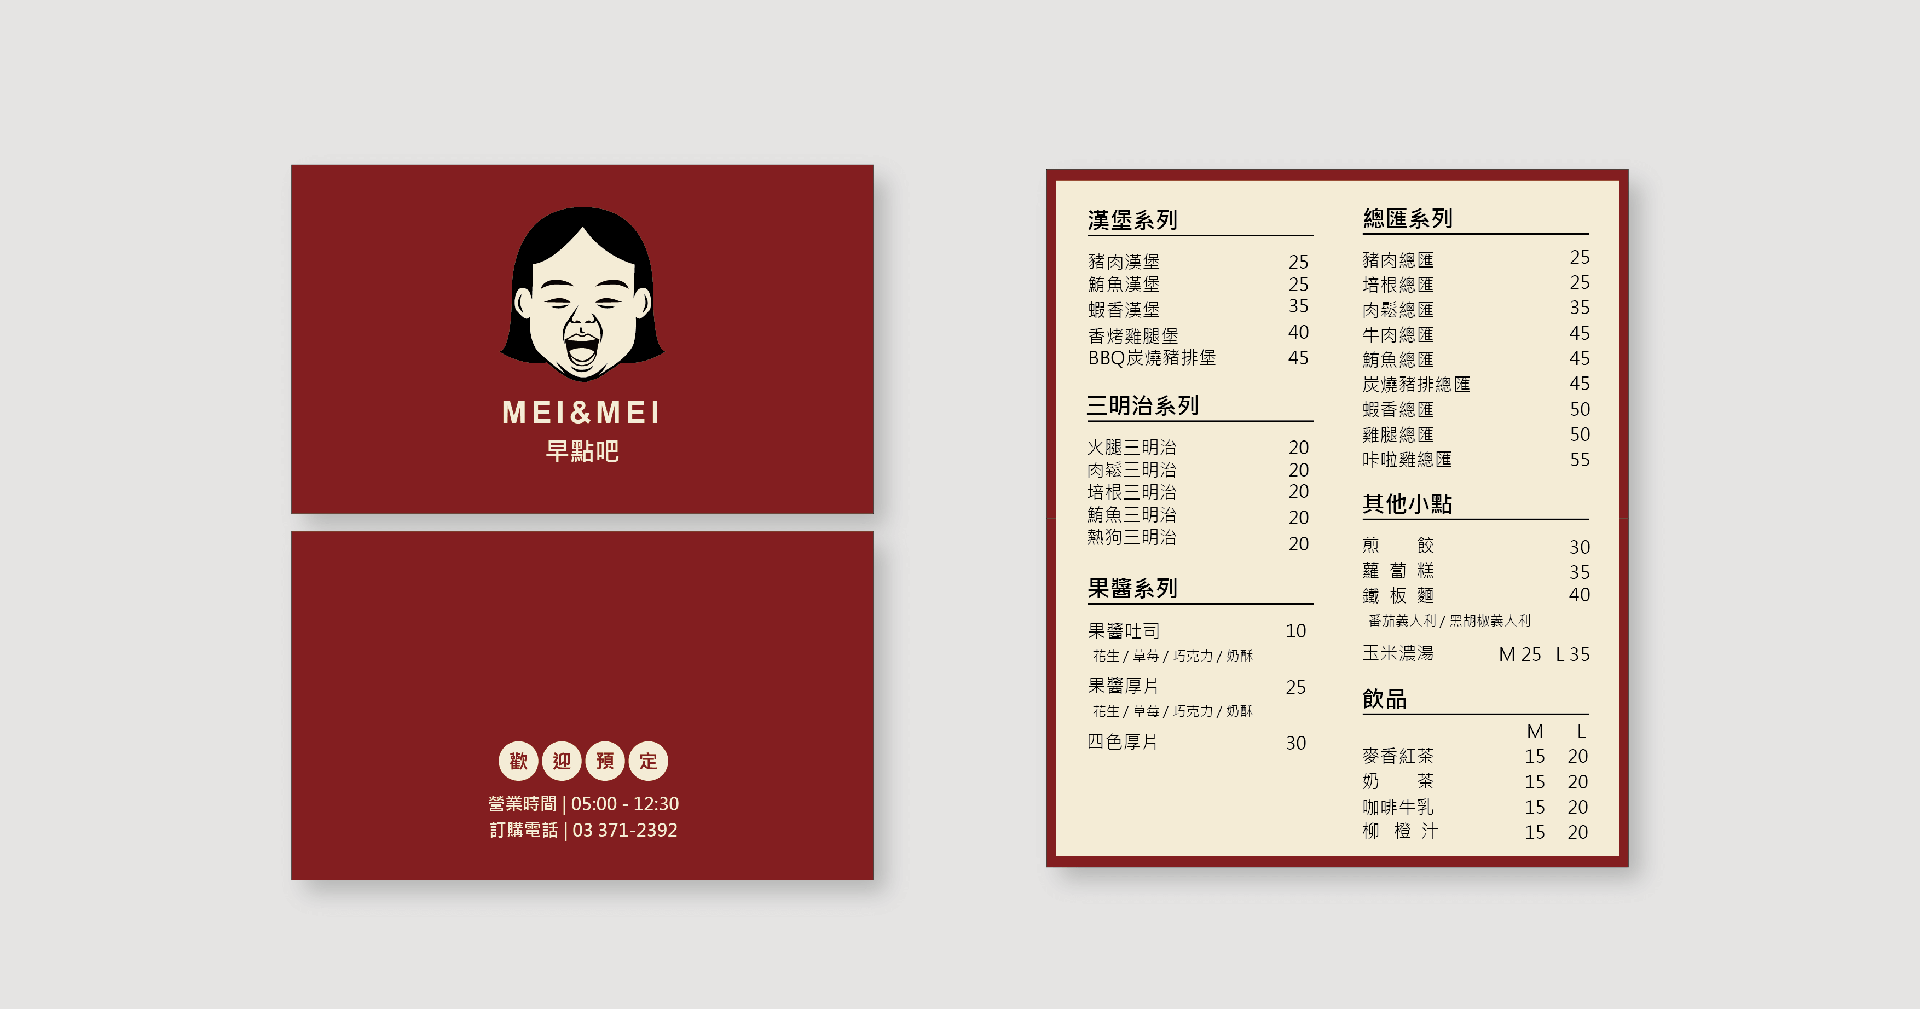 MEI&MEI
早點吧
歡迎預定
營業時間 | 05:00 - 12:30
訂購電話 | 03 371-2392
漢堡系列
豬肉漢堡 25
鮪魚漢堡 25
蝦香漢堡 35
香烤雞腿堡 40
BBQ炭燒豬排堡 45
三明治系列
火腿三明治 20
肉鬆三明治 20
培根三明治 20
鮪魚三明治 20
熱狗三明治 20
果醬系列
果醬吐司 10
花生 / 草莓 / 巧克力 / 奶酥
果醬厚片 25
花生 / 草莓 / 巧克力 / 奶酥
四色厚片 30
總匯系列
豬肉總匯 25
培根總匯 25
肉鬆總匯 35
牛肉總匯 45
鮪魚總匯 45
炭燒豬排總匯 45
蝦香總匯 50
雞腿總匯 50
咔啦雞總匯 55
其他小點
煎 餃 30
蘿蔔糕 35
鐵板麵 40
番茄義大利 / 黑胡椒義大利
玉米濃湯 M 25 L 35
飲品
M L
麥香紅茶 15 20
奶 茶 15 20
咖啡牛乳 15 20
柳橙汁 15 20